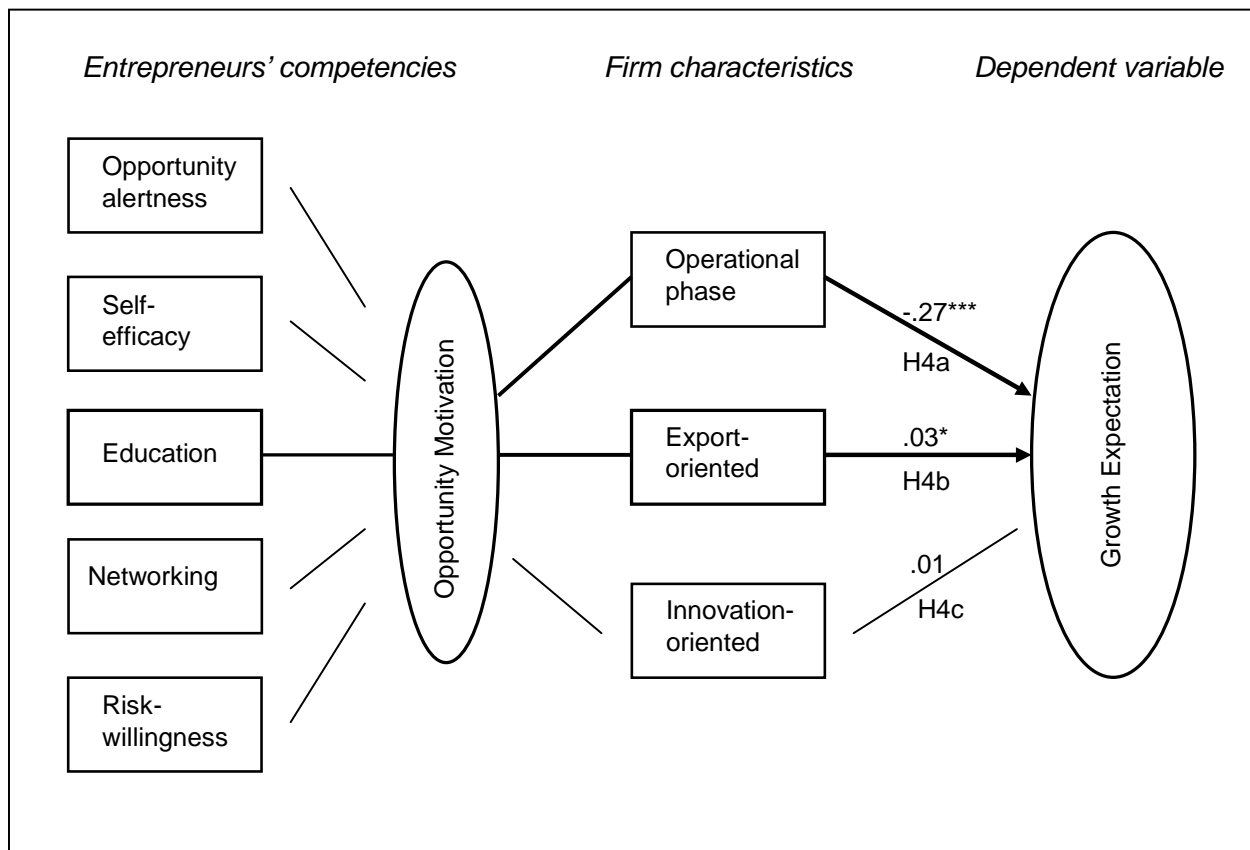 Entrepreneurs’ competencies
Firm characteristics
Dependent variable
Opportunity
alertness
Self-
efficacy
Education
Networking
Risk-
willingness
Opportunity Motivation
Operational
phase
Export-
oriented
Innovation-
oriented
-.27***
H4a
.03*
H4b
.01
H4c
Growth Expectation